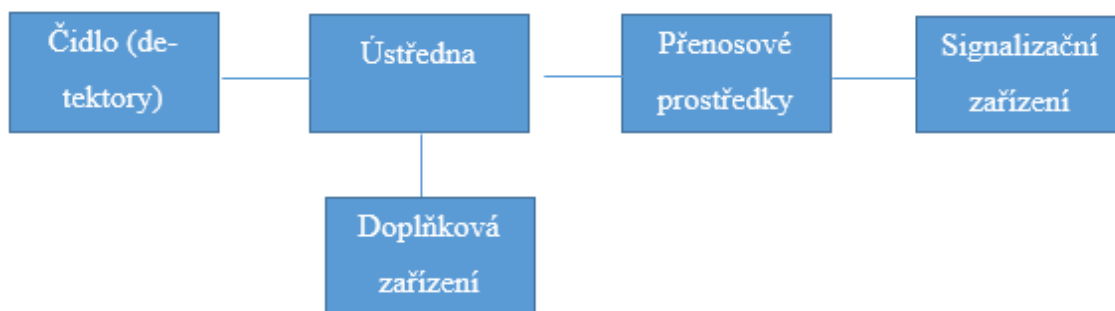 Čidlo (de-
tektory)
Ústředna
Přenosové
prostředky
Signalizační
zařízení
Doplňková
zařízení